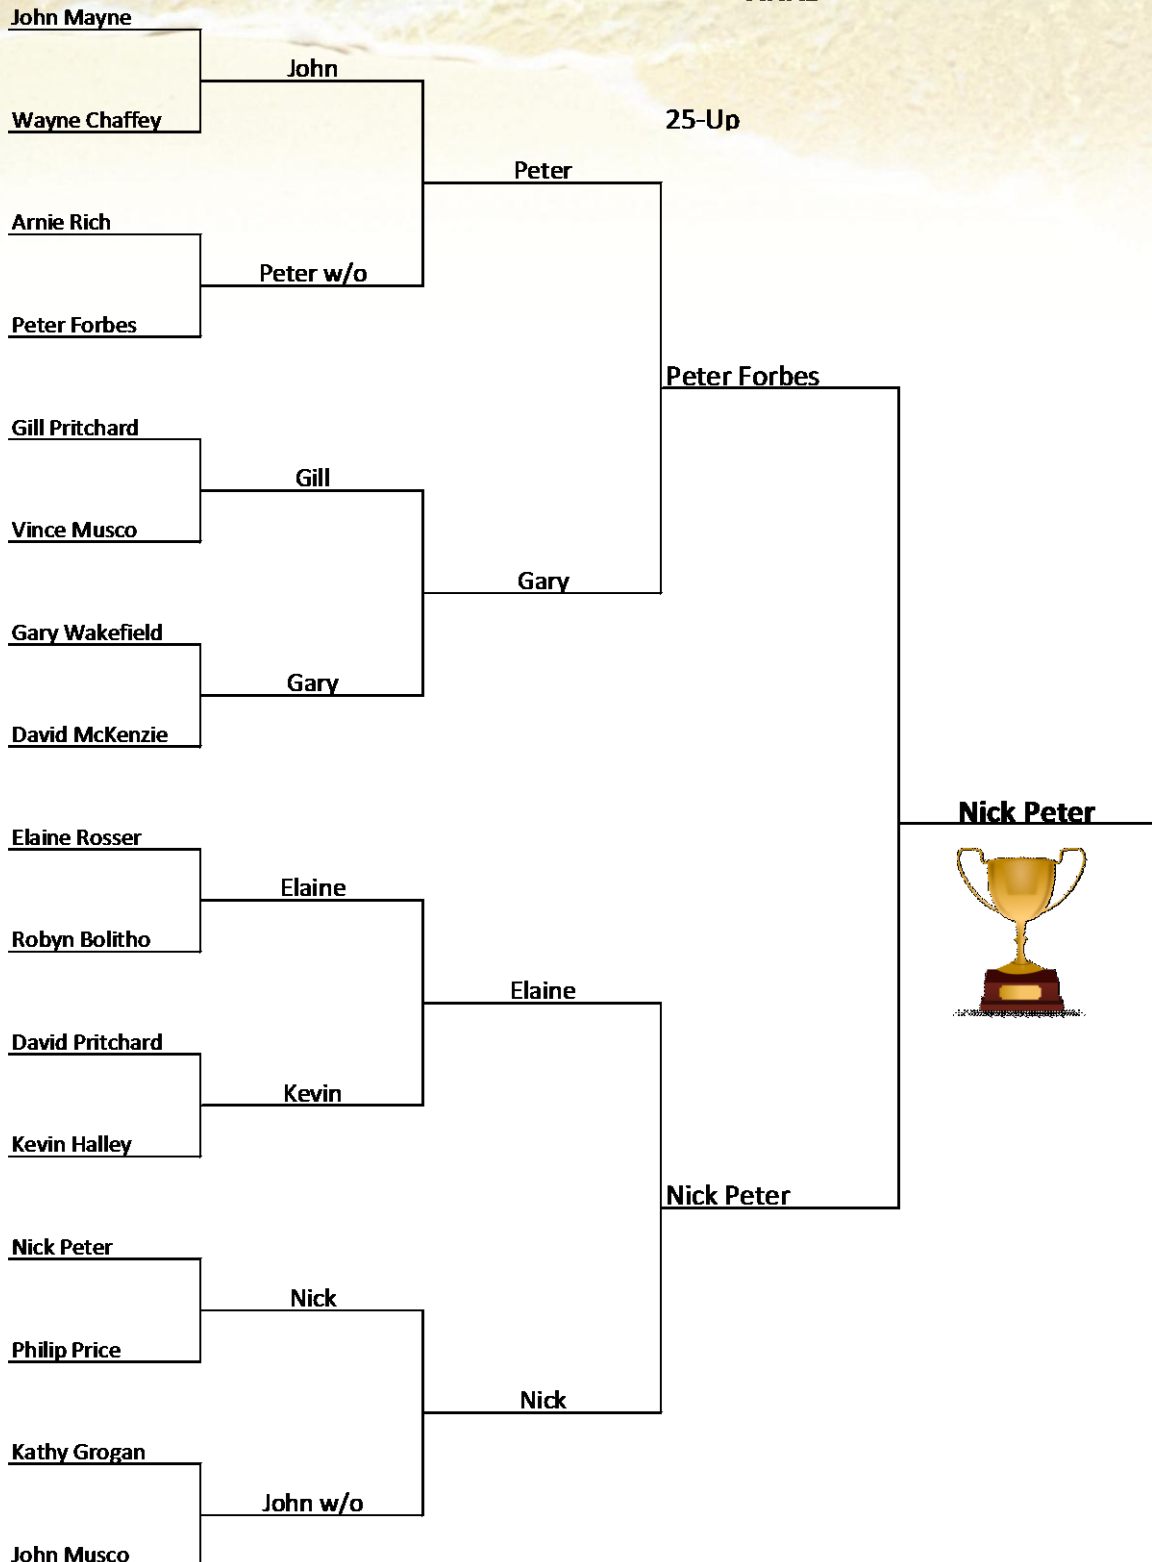 John Mayne
John
Wayne Chaffey
25-Up
Peter
Arnie Rich
Peter w/o
Peter Forbes
Peter Forbes
Gill Pritchard
Gill
Vince Musco
Gary
Gary Wakefield
Gary
David McKenzie
Nick Peter
Elaine Rosser
Elaine
Robyn Bolitho
Elaine
David Pritchard
Kevin
Kevin Halley
Nick Peter
Nick Peter
Nick
Philip Price
Nick
Kathy Grogan
John w/o
John Musco